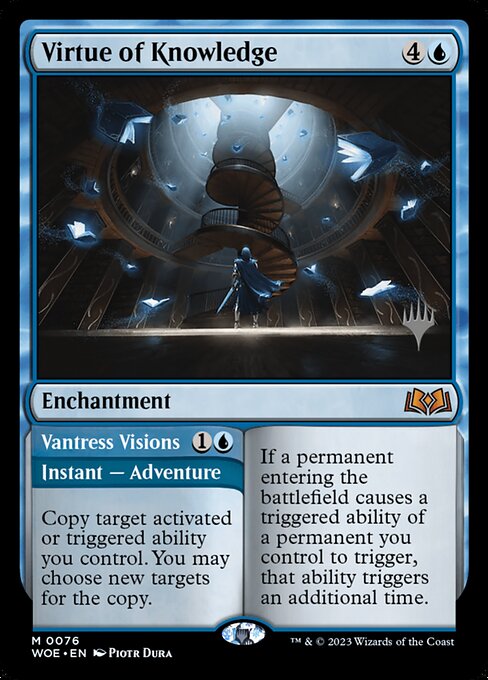 Virtue of Knowledge 4
Enchantment
Vantress Visions 1
Instant — Adventure
Copy target activated
or triggered ability
you control. You may
choose new targets
for the copy.
If a permanent
entering the
battlefield causes a
triggered ability of
a permanent you
control to trigger,
that ability triggers
an additional time.
M 0076
WOE • EN Piotr Dura
™ & © 2023 Wizards of the Coast